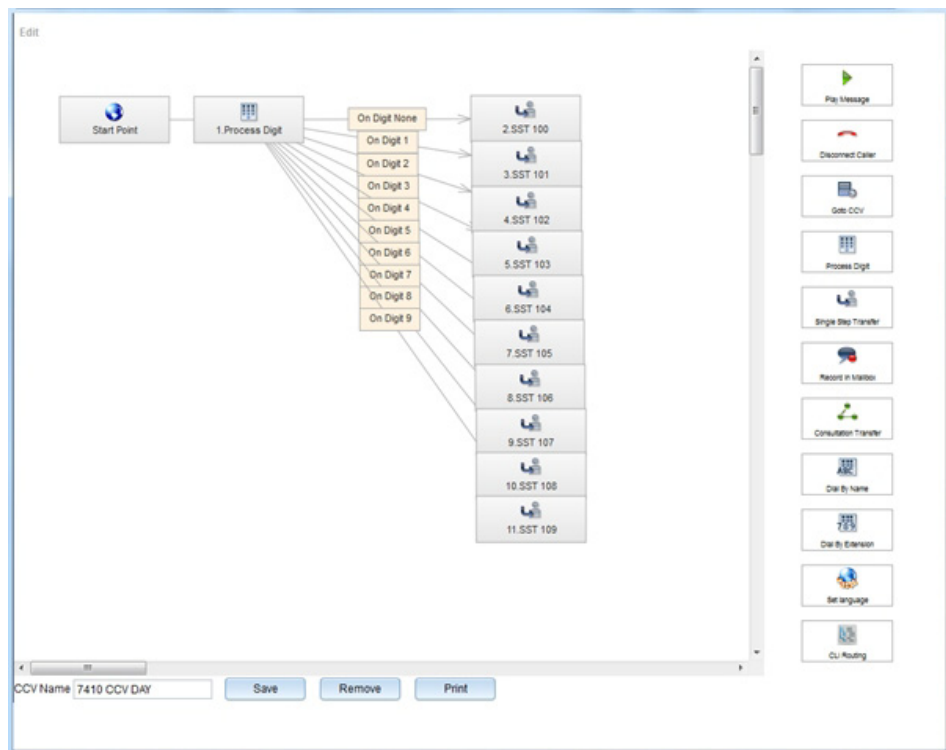 Edit
Start Point
1.Process Digit
On Digit None
On Digit 1
On Digit 2
On Digit 3
On Digit 4
On Digit 5
On Digit 6
On Digit 7
On Digit 8
On Digit 9
2.SST 100
3.SST 101
4.SST 102
5.SST 103
6.SST 104
7.SST 105
8.SST 106
9.SST 107
10.SST 108
11.SST 109
Play Message
Disconnect Caller
Goto CCV
Process Digit
Single Step Transfer
Record in Mailbox
Consultation Transfer
ABC
Dial By Name
789
Dial By Extension
Set language
CLI Routing
CCV Name 7410 CCV DAY Save Remove Print